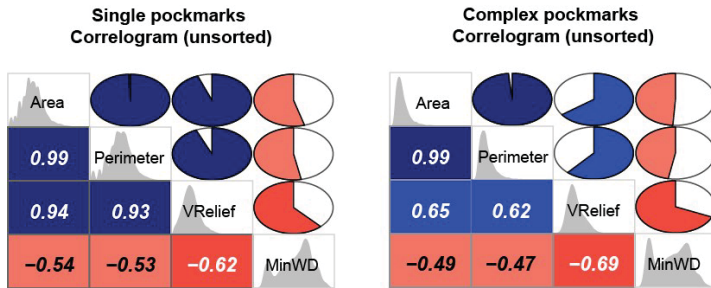 Single pockmarks
Correlogram (unsorted)
Area
0.99 Perimeter
0.94 0.93 VRelief
−0.54 −0.53 −0.62 MinWD
Complex pockmarks
Correlogram (unsorted)
Area
0.99 Perimeter
0.65 0.62 VRelief
−0.49 −0.47 −0.69 MinWD